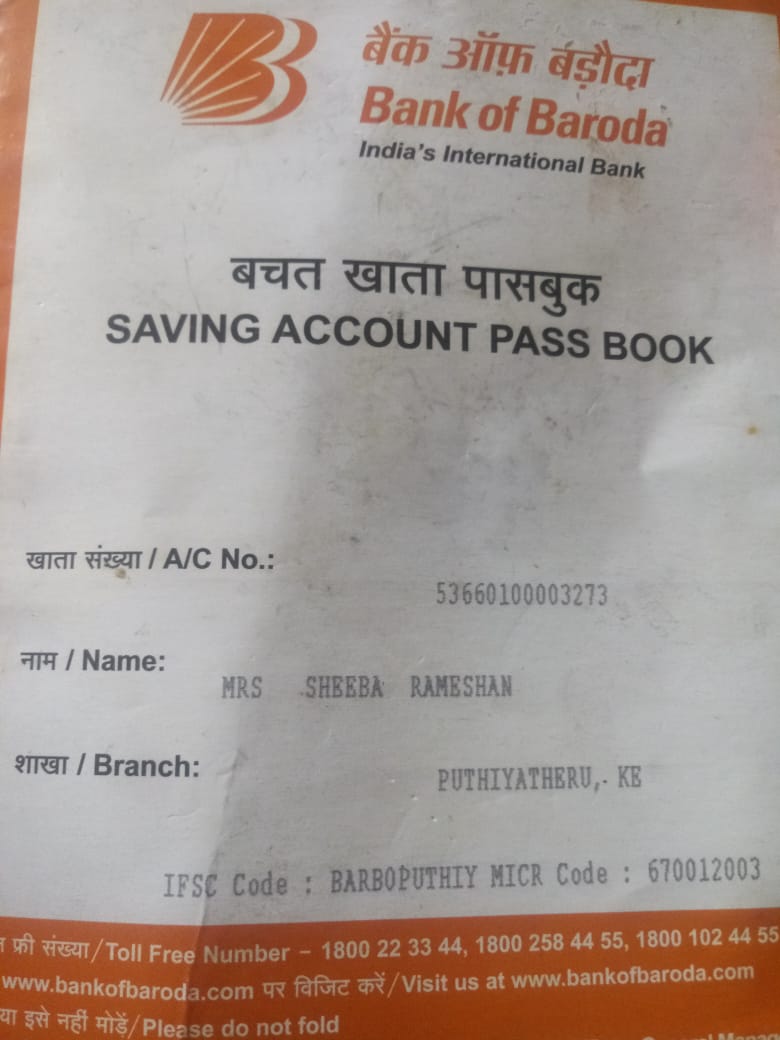 बैंक ऑफ़ बड़ौदा
Bank of Baroda
India's International Bank
बचत खाता पासबुक
SAVING ACCOUNT PASS BOOK
खाता संख्या / A/C No.:
53660100003273
नाम / Name:
MRS SHEEBA RAMESHAN
शाखा / Branch:
PUTHIYATHERU,. KE
IFSC Code : BARB0PUTHIY MICR Code : 670012003
फ्री संख्या/Toll Free Number – 1800 22 33 44, 1800 258 44 55, 1800 102 44 55
www.bankofbaroda.com पर विजिट करें/Visit us at www.bankofbaroda.com
इसे नहीं मोड़ें/Please do not fold